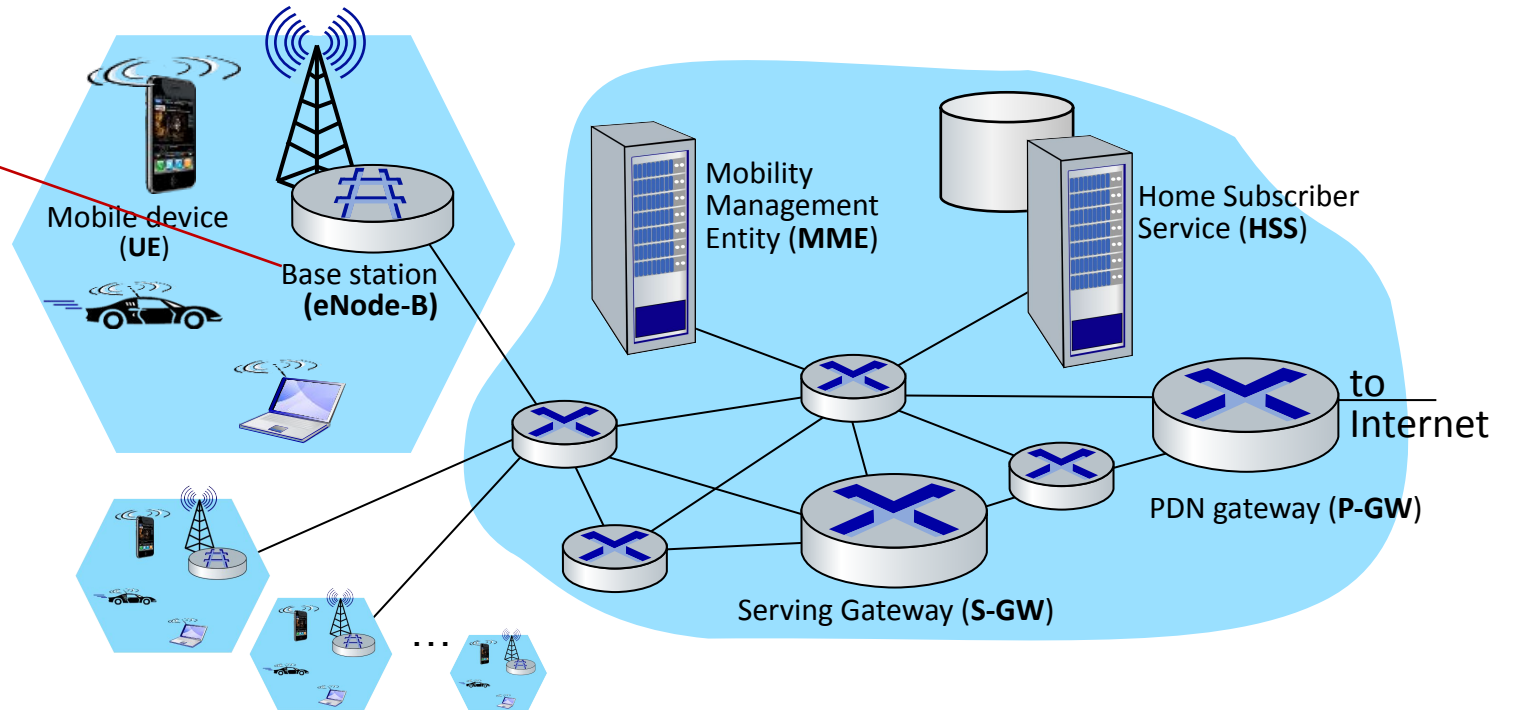 Mobile device
(UE)
Base station
(eNode-B)
Mobility
Management
Entity (MME)
Home Subscriber
Service (HSS)
to
Internet
PDN gateway (P-GW)
Serving Gateway (S-GW)
...